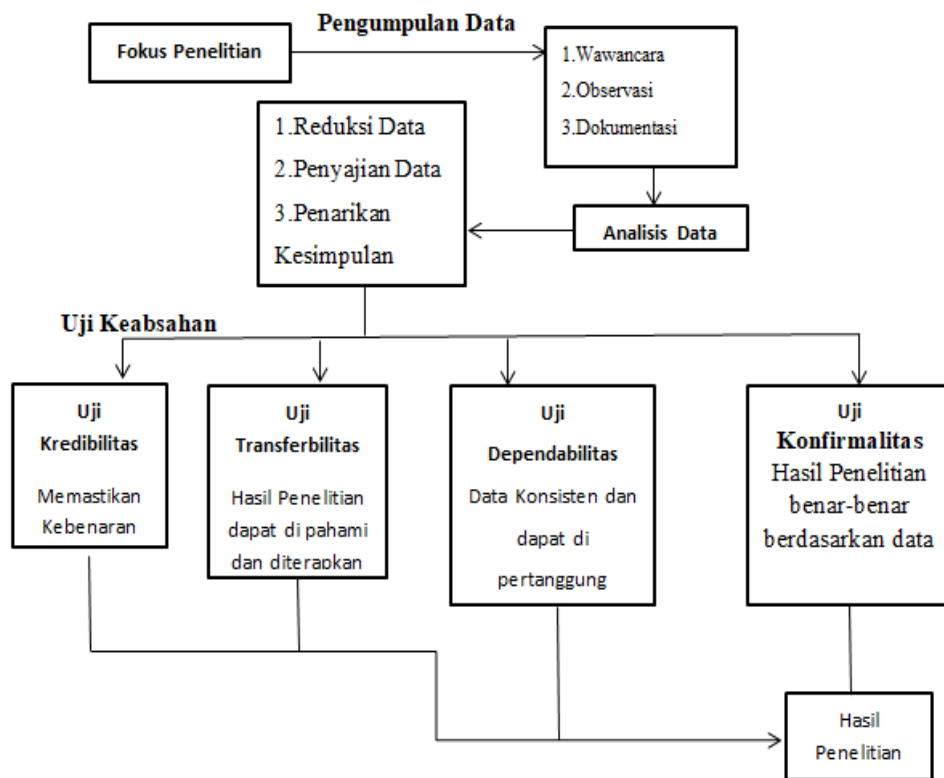 Pengumpulan Data
Fokus Penelitian
1.Wawancara
2.Observasi
3.Dokumentasi
Analisis Data
1.Reduksi Data
2.Penyajian Data
3.Penarikan
Kesimpulan
Uji Keabsahan
Uji
Kredibilitas
Memastikan
Kebenaran
Uji
Transferbilitas
Hasil Penelitian
dapat di pahami
dan diterapkan
Uji
Dependabilitas
Data Konsisten dan
dapat di
pertanggung
Uji
Konfirmalitas
Hasil Penelitian
benar-benar
berdasarkan data
Hasil
Penelitian